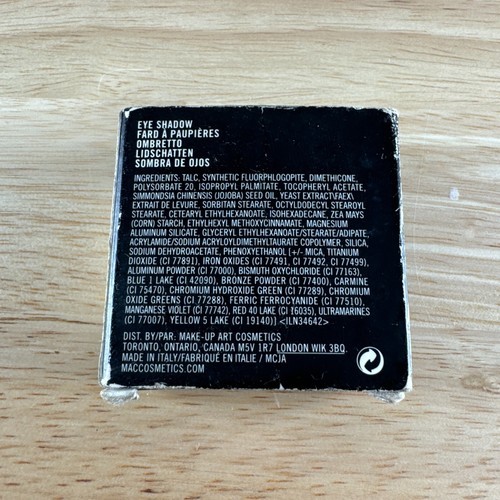 EYE SHADOW
FARD À PAUPIÈRES
OMBRETTO
LIDSCHATTEN
SOMBRA DE OJOS
INGREDIENTS: TALC, SYNTHETIC FLUORPHLOGOPITE, DIMETHICONE,
POLYSORBATE 20, ISOPROPYL PALMITATE, TOCOPHERYL ACETATE,
SIMMONDSIA CHINENSIS (JOJOBA) SEED OIL, YEAST EXTRACT\FAEX\
EXTRAIT DE LEVURE, SORBITAN STEARATE, OCTYLDODECYL STEAROYL
STEARATE, CETEARYL ETHYLHEXANOATE, ISOHEXADECANE, ZEA MAYS
(CORN) STARCH, ETHYLHEXYL METHOXYCINNAMATE, MAGNESIUM
ALUMINUM SILICATE, GLYCERYL ETHYLHEXANOATE/STEARATE/ADIPATE,
ACRYLAMIDE/SODIUM ACRYLOYLDIMETHYLTAURATE COPOLYMER, SILICA,
SODIUM DEHYDROACETATE, PHENOXYETHANOL [+/- MICA, TITANIUM
DIOXIDE (CI 77891), IRON OXIDES (CI 77491, CI 77492, CI 77499),
ALUMINUM POWDER (CI 77000), BISMUTH OXYCHLORIDE (CI 77163),
BLUE 1 LAKE (CI 42090), BRONZE POWDER (CI 77400), CARMINE
(CI 75470), CHROMIUM HYDROXIDE GREEN (CI 77289), CHROMIUM
OXIDE GREENS (CI 77288), FERRIC FERROCYANIDE (CI 77510),
MANGANESE VIOLET (CI 77742), RED 40 LAKE (CI 16035), ULTRAMARINES
(CI 77007), YELLOW 5 LAKE (CI 19140)] <ILN34642>
DIST. BY/PAR: MAKE-UP ART COSMETICS
TORONTO, ONTARIO, CANADA M5V 1R7 LONDON W1K 3BQ.
MADE IN ITALY/FABRIQUÉ EN ITALIE / MCJA
MACCOSMETICS.COM